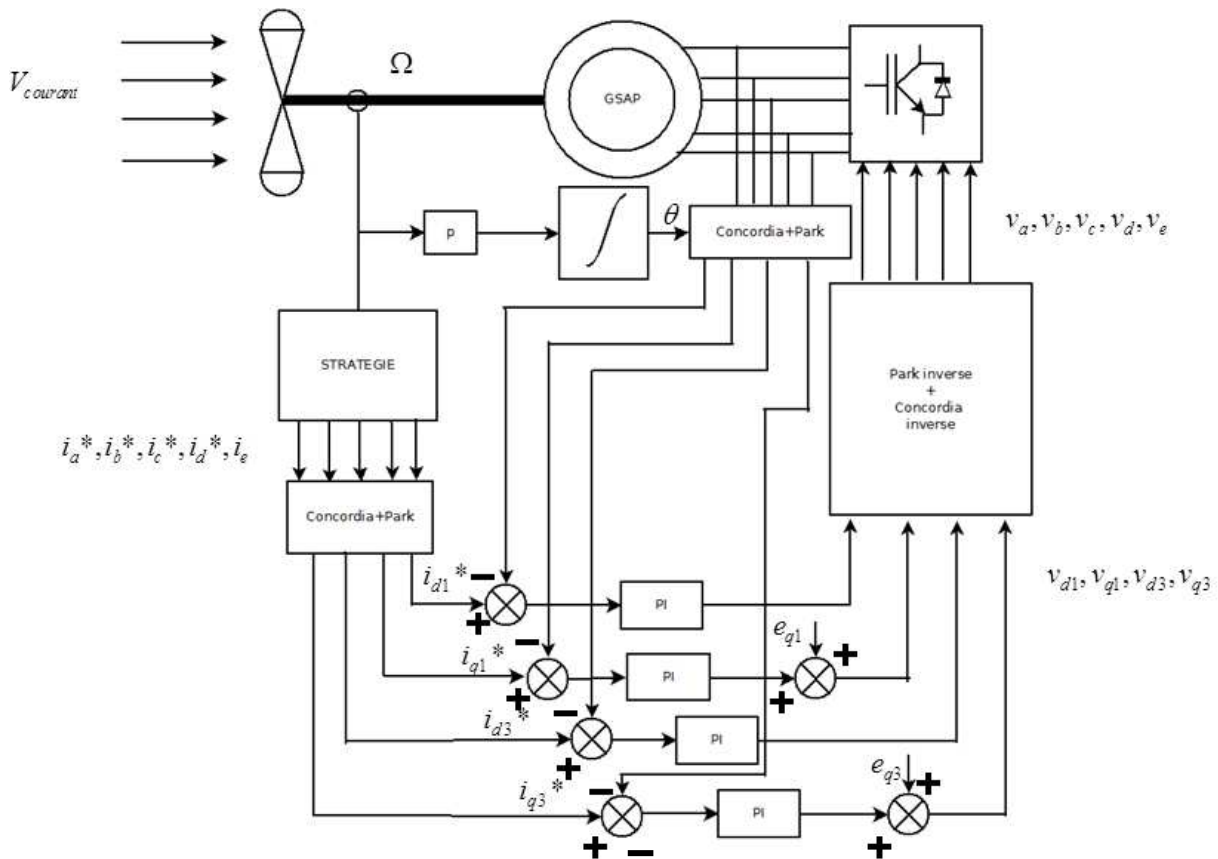 V courant
Ω
GSAP
p
θ
Concordia+Park
v_a, v_b, v_c, v_d, v_e
STRATEGIE
Park inverse
+
Concordia
inverse
i_a*, i_b*, i_c*, i_d*, i_e
Concordia+Park
i_d1* −
+
PI
v_d1, v_q1, v_d3, v_q3
e_q1
−
+
i_q1*
+
PI
+
−
i_d3*
+
PI
e_q3
−
+
i_q3*
PI
+
−
+